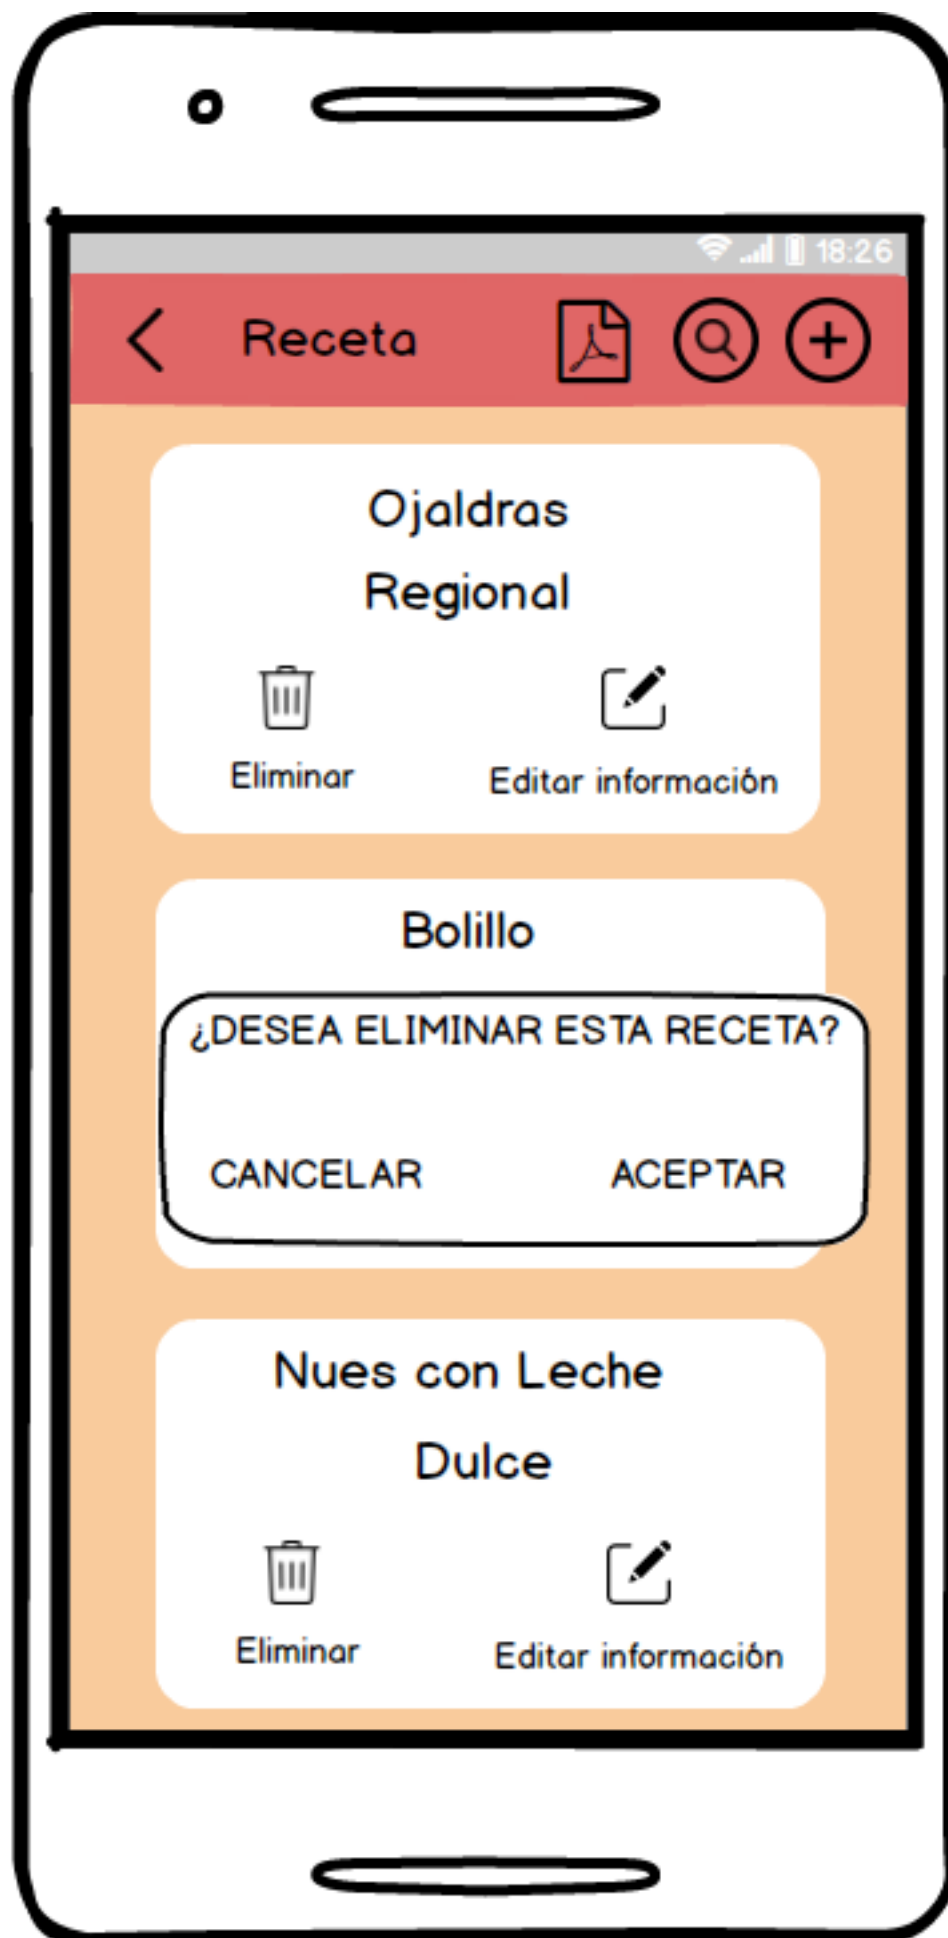 18:26
Receta
Ojaldras
Regional
Eliminar
Editar información
Bolillo
¿DESEA ELIMINAR ESTA RECETA?
CANCELAR ACEPTAR
Nues con Leche
Dulce
Eliminar
Editar información